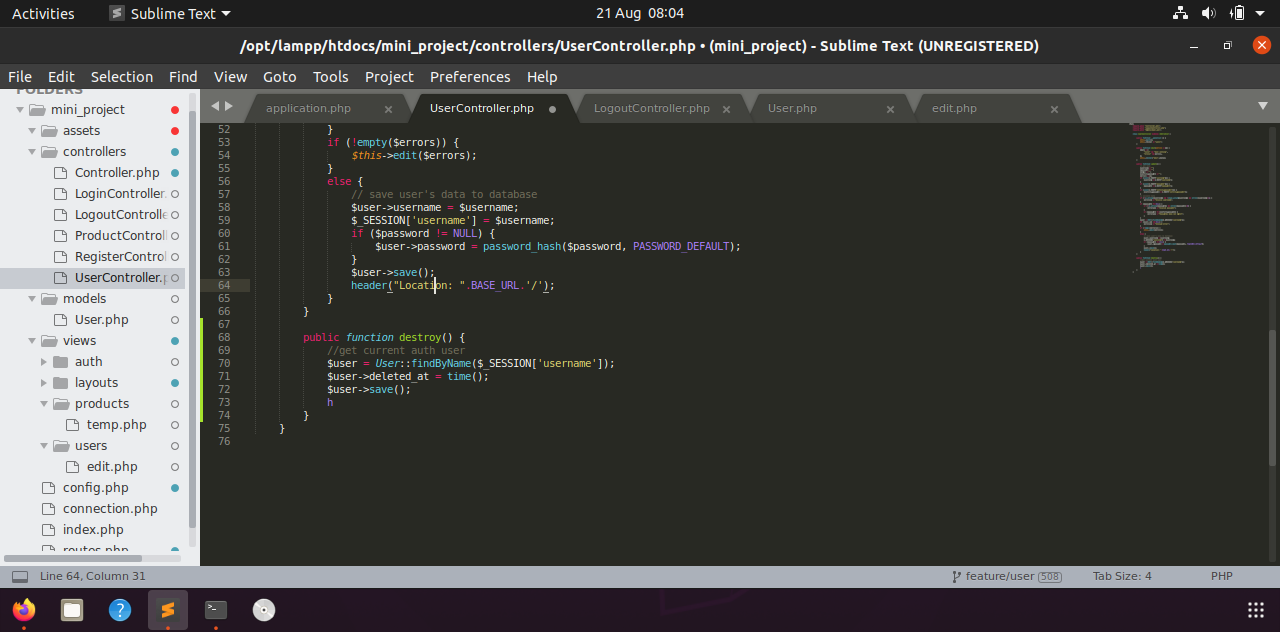 Activities
Sublime Text
21 Aug 08:04
/opt/lampp/htdocs/mini_project/controllers/UserController.php • (mini_project) - Sublime Text (UNREGISTERED)
File Edit Selection Find View Goto Tools Project Preferences Help
FOLDERS
mini_project
assets
controllers
Controller.php
LoginController.
LogoutControlle
ProductControll
RegisterControl
UserController.p
models
User.php
views
auth
layouts
products
temp.php
users
edit.php
config.php
connection.php
index.php
routes.php
application.php
UserController.php
LogoutController.php
User.php
edit.php
52 }
53 if (!empty($errors)) {
54 $this->edit($errors);
55 }
56 else {
57 // save user's data to database
58 $user->username = $username;
59 $_SESSION['username'] = $username;
60 if ($password != NULL) {
61 $user->password = password_hash($password, PASSWORD_DEFAULT);
62 }
63 $user->save();
64 header("Location: ".BASE_URL.'/');
65 }
66 }
67
68 public function destroy() {
69 //get current auth user
70 $user = User::findByName($_SESSION['username']);
71 $user->deleted_at = time();
72 $user->save();
73 h
74 }
75 }
76
Line 64, Column 31
feature/user 508
Tab Size: 4
PHP